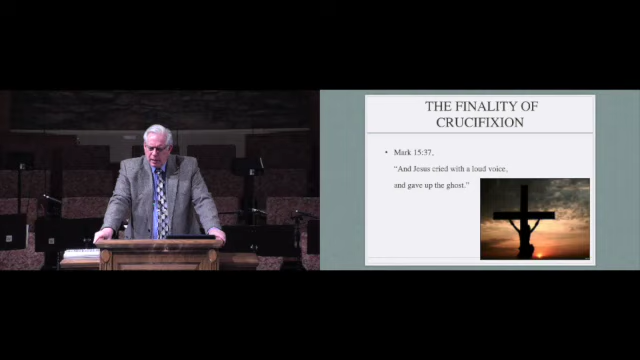 THE FINALITY OF
CRUCIFIXION
• Mark 15:37,
“And Jesus cried with a loud voice,
and gave up the ghost.”